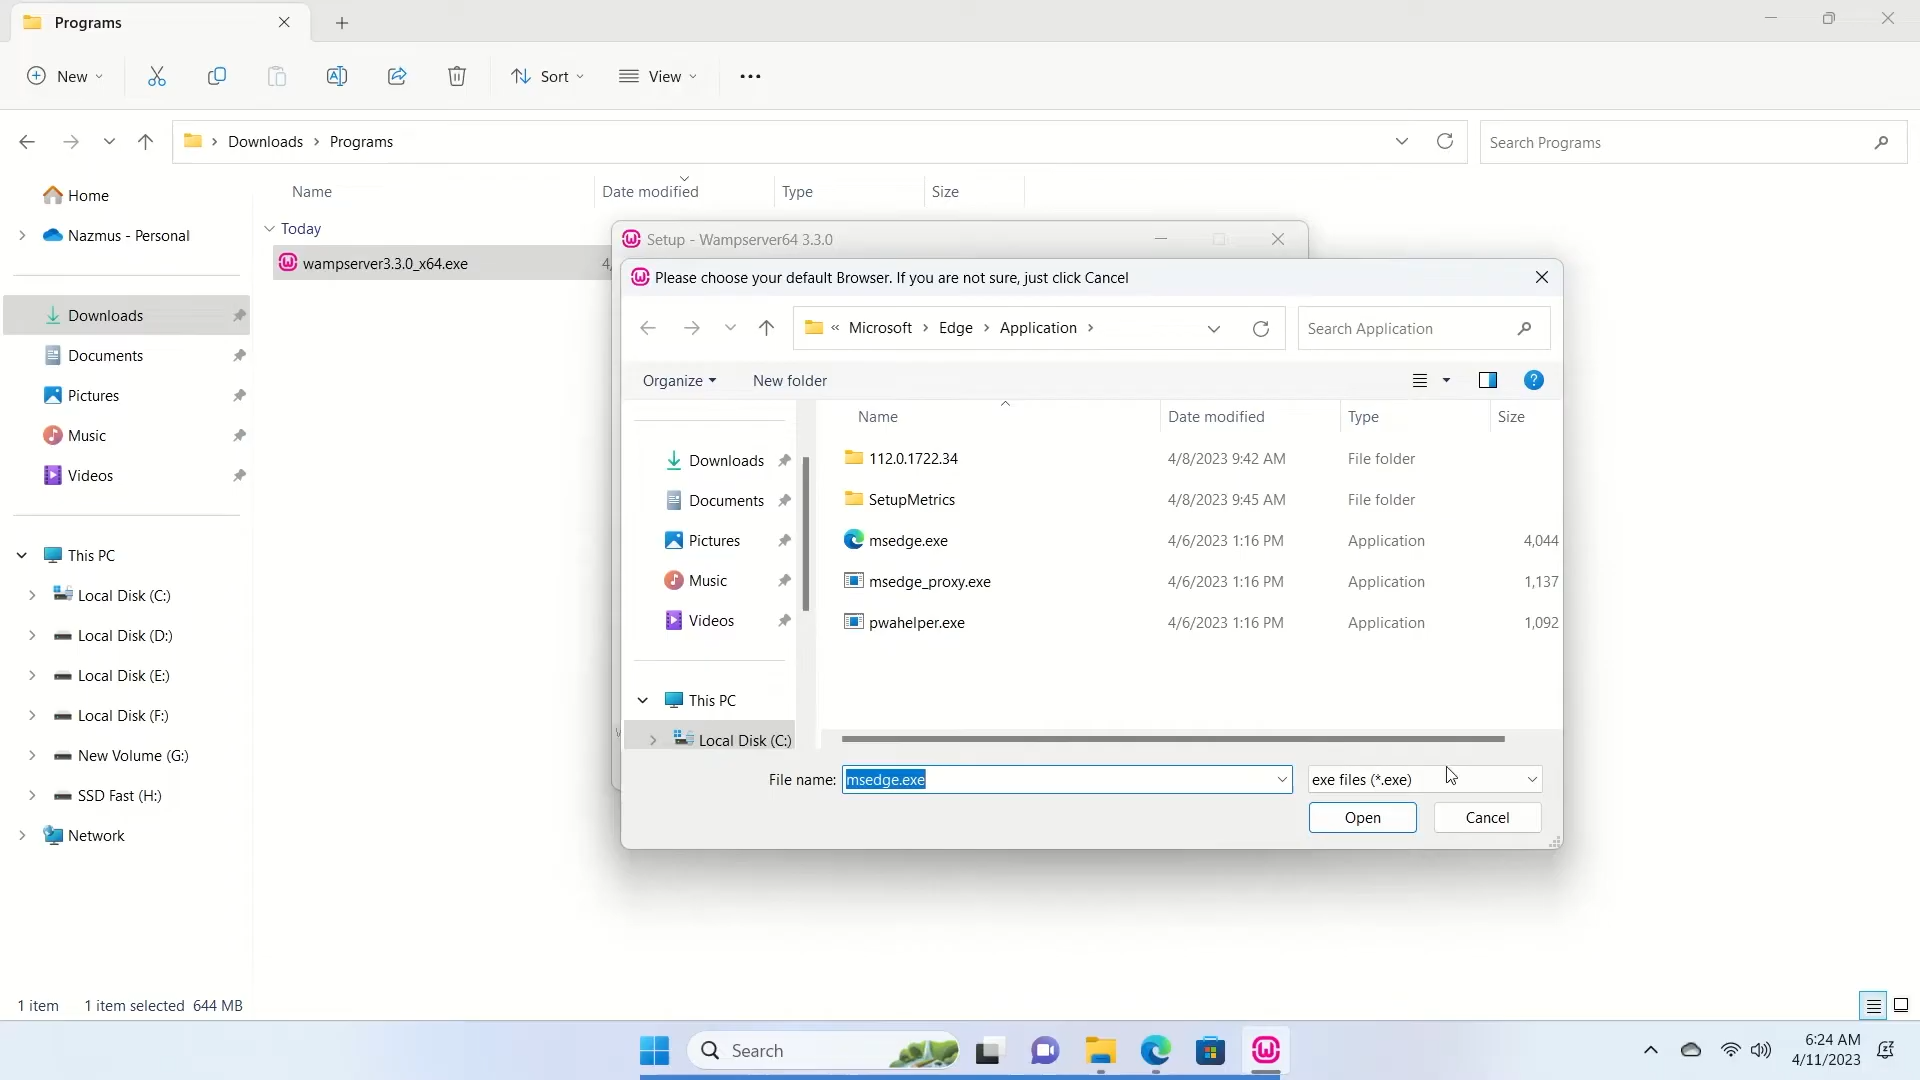 Programs
New
Sort
View
Downloads
Programs
Search Programs
Name
Date modified
Type
Size
Home
Nazmus - Personal
Downloads
Documents
Pictures
Music
Videos
This PC
Local Disk (C:)
Local Disk (D:)
Local Disk (E:)
Local Disk (F:)
New Volume (G:)
SSD Fast (H:)
Network
Today
wampserver3.3.0_x64.exe
4/
Setup - Wampserver64 3.3.0
Please choose your default Browser. If you are not sure, just click Cancel
« Microsoft
Edge
Application
Search Application
Organize
New folder
Name
Date modified
Type
Size
Downloads
Documents
Pictures
Music
Videos
This PC
Local Disk (C:)
112.0.1722.34 4/8/2023 9:42 AM File folder
SetupMetrics 4/8/2023 9:45 AM File folder
msedge.exe 4/6/2023 1:16 PM Application 4,044
msedge_proxy.exe 4/6/2023 1:16 PM Application 1,137
pwahelper.exe 4/6/2023 1:16 PM Application 1,092
File name: msedge.exe
exe files (*.exe)
Open
Cancel
1 item
1 item selected 644 MB
Search
6:24 AM
4/11/2023